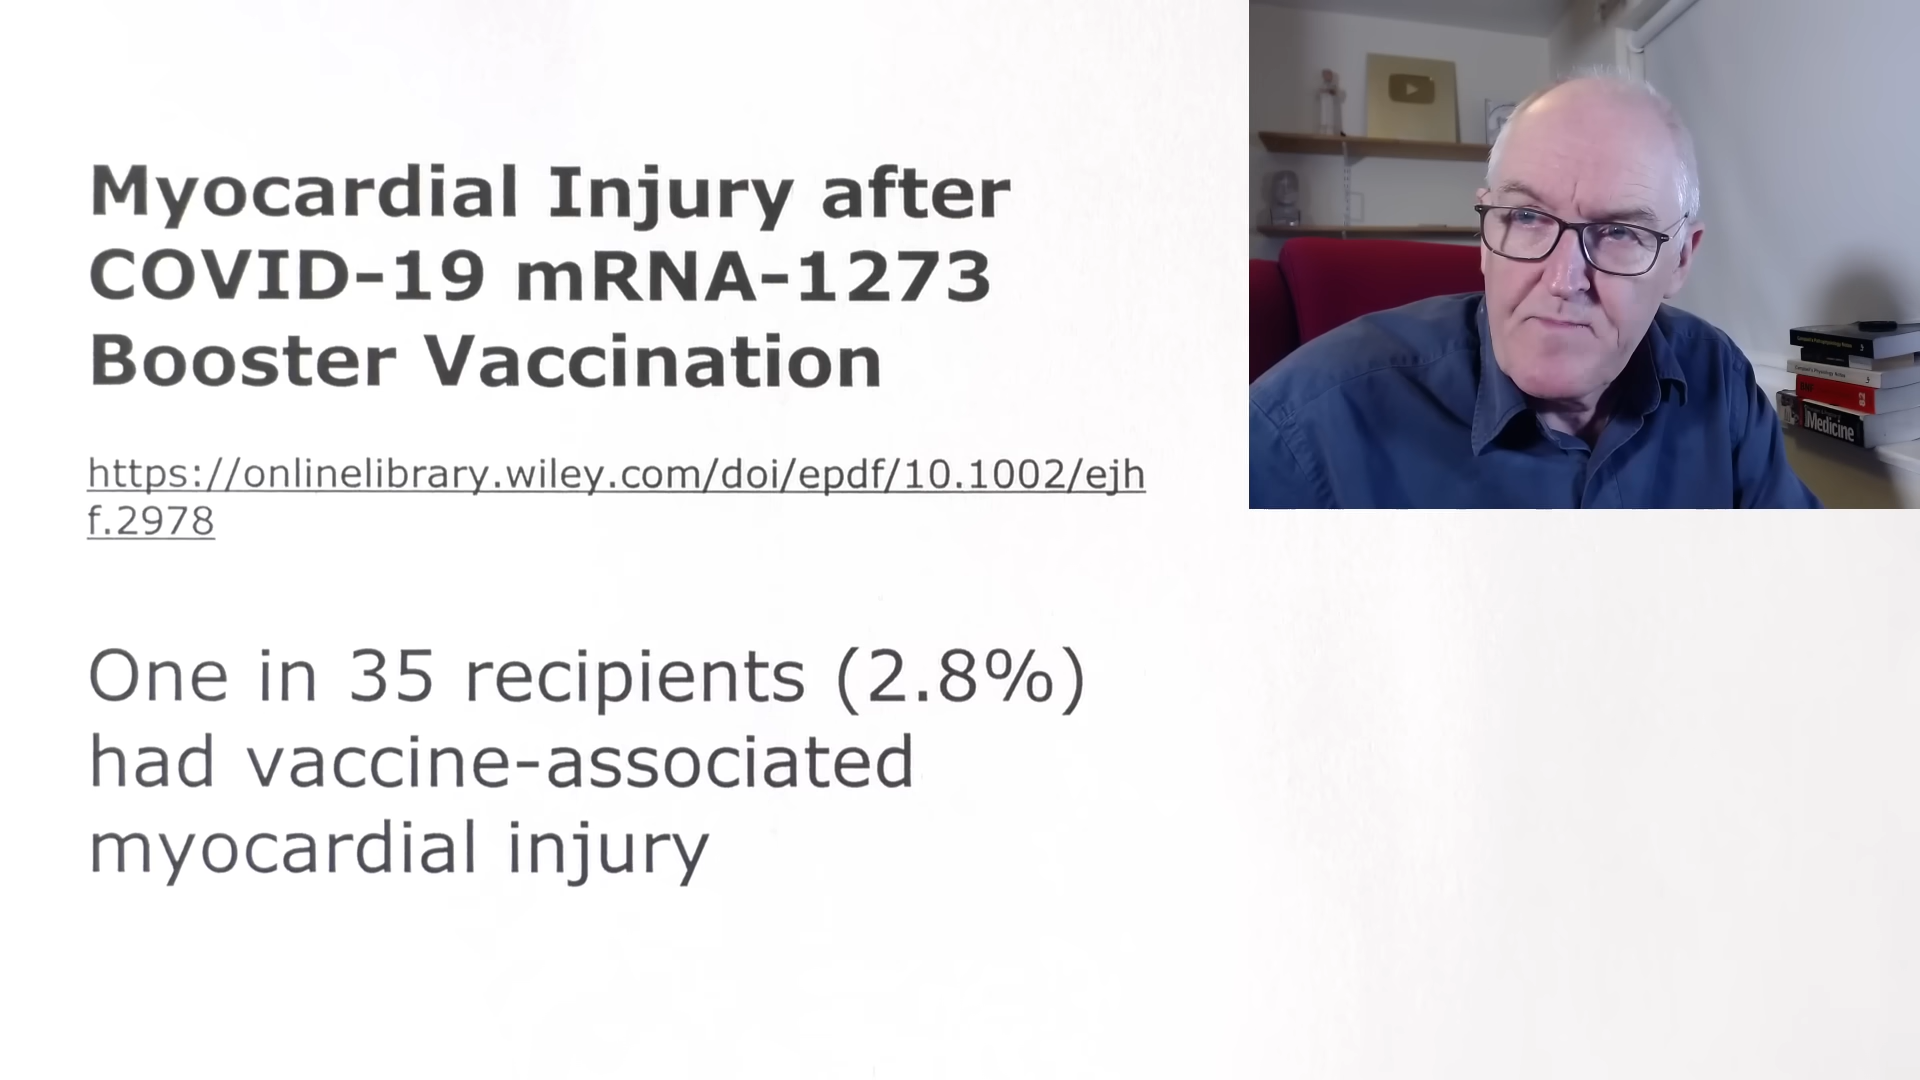 Myocardial Injury after
COVID-19 mRNA-1273
Booster Vaccination
https://onlinelibrary.wiley.com/doi/epdf/10.1002/ejh
f.2978
One in 35 recipients (2.8%)
had vaccine-associated
myocardial injury
Medicine